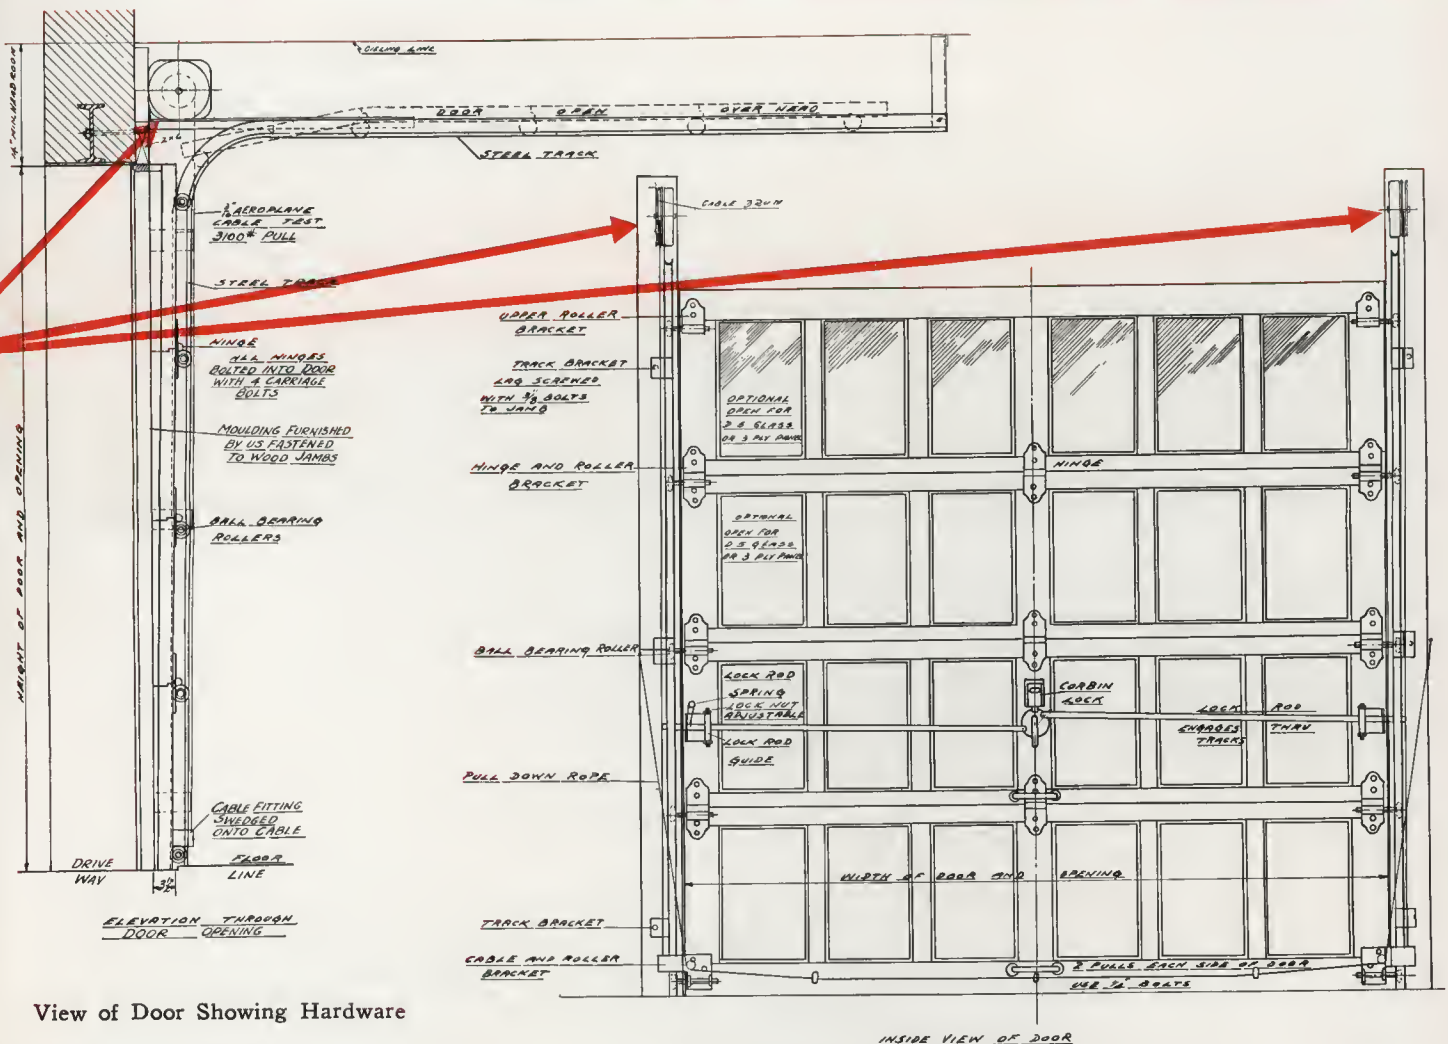 CEILING LINE
14" MIN. HEADROOM
DOOR OPEN OVER HEAD
STEEL TRACK
AEROPLANE
CABLE TEST
3100# PULL
STEEL TRACK
HINGE
ALL HINGES
BOLTED INTO DOOR
WITH 4 CARRIAGE
BOLTS
MOULDING FURNISHED
BY US FASTENED
TO WOOD JAMBS
BALL BEARING
ROLLERS
HEIGHT OF DOOR AND OPENING
CABLE FITTING
SWEDGED
ONTO CABLE
DRIVE
WAY
FLOOR
LINE
3½"
ELEVATION THROUGH
DOOR OPENING
View of Door Showing Hardware
CABLE DRUM
UPPER ROLLER
BRACKET
TRACK BRACKET
LAG SCREWED
WITH 3/8" BOLTS
TO JAMB
OPTIONAL
OPEN FOR
D S GLASS
OR 3 PLY PANEL
HINGE AND ROLLER
BRACKET
HINGE
OPTIONAL
OPEN FOR
D S GLASS
OR 3 PLY PANEL
BALL BEARING ROLLER
LOCK ROD
SPRING
LOCK NUT
ADJUSTABLE
LOCK ROD
GUIDE
CORBIN
LOCK
LOCK ROD
ENGAGES THRU
TRACKS
PULL DOWN ROPE
WIDTH OF DOOR AND OPENING
TRACK BRACKET
CABLE AND ROLLER
BRACKET
2 PULLS EACH SIDE OF DOOR
USE ¼" BOLTS
INSIDE VIEW OF DOOR